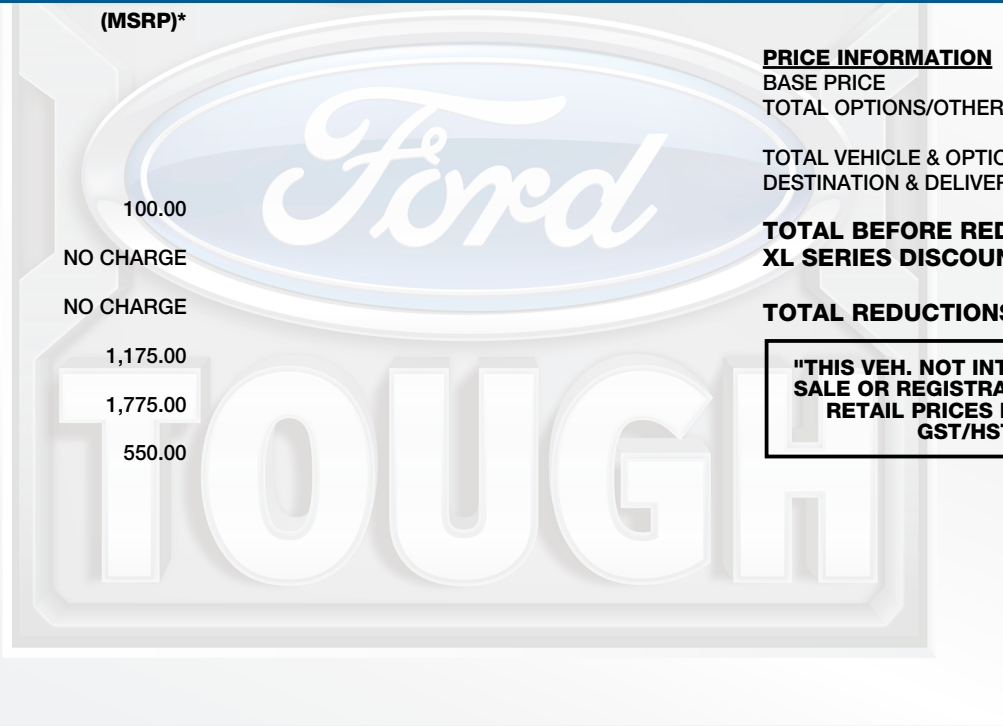 (MSRP)*
100.00
NO CHARGE
NO CHARGE
1,175.00
1,775.00
550.00
PRICE INFORMATION
BASE PRICE
TOTAL OPTIONS/OTHER
TOTAL VEHICLE & OPTIO
DESTINATION & DELIVER
TOTAL BEFORE RED
XL SERIES DISCOUN
TOTAL REDUCTIONS
"THIS VEH. NOT INT
SALE OR REGISTRA
RETAIL PRICES
GST/HST
Ford
TOUGH